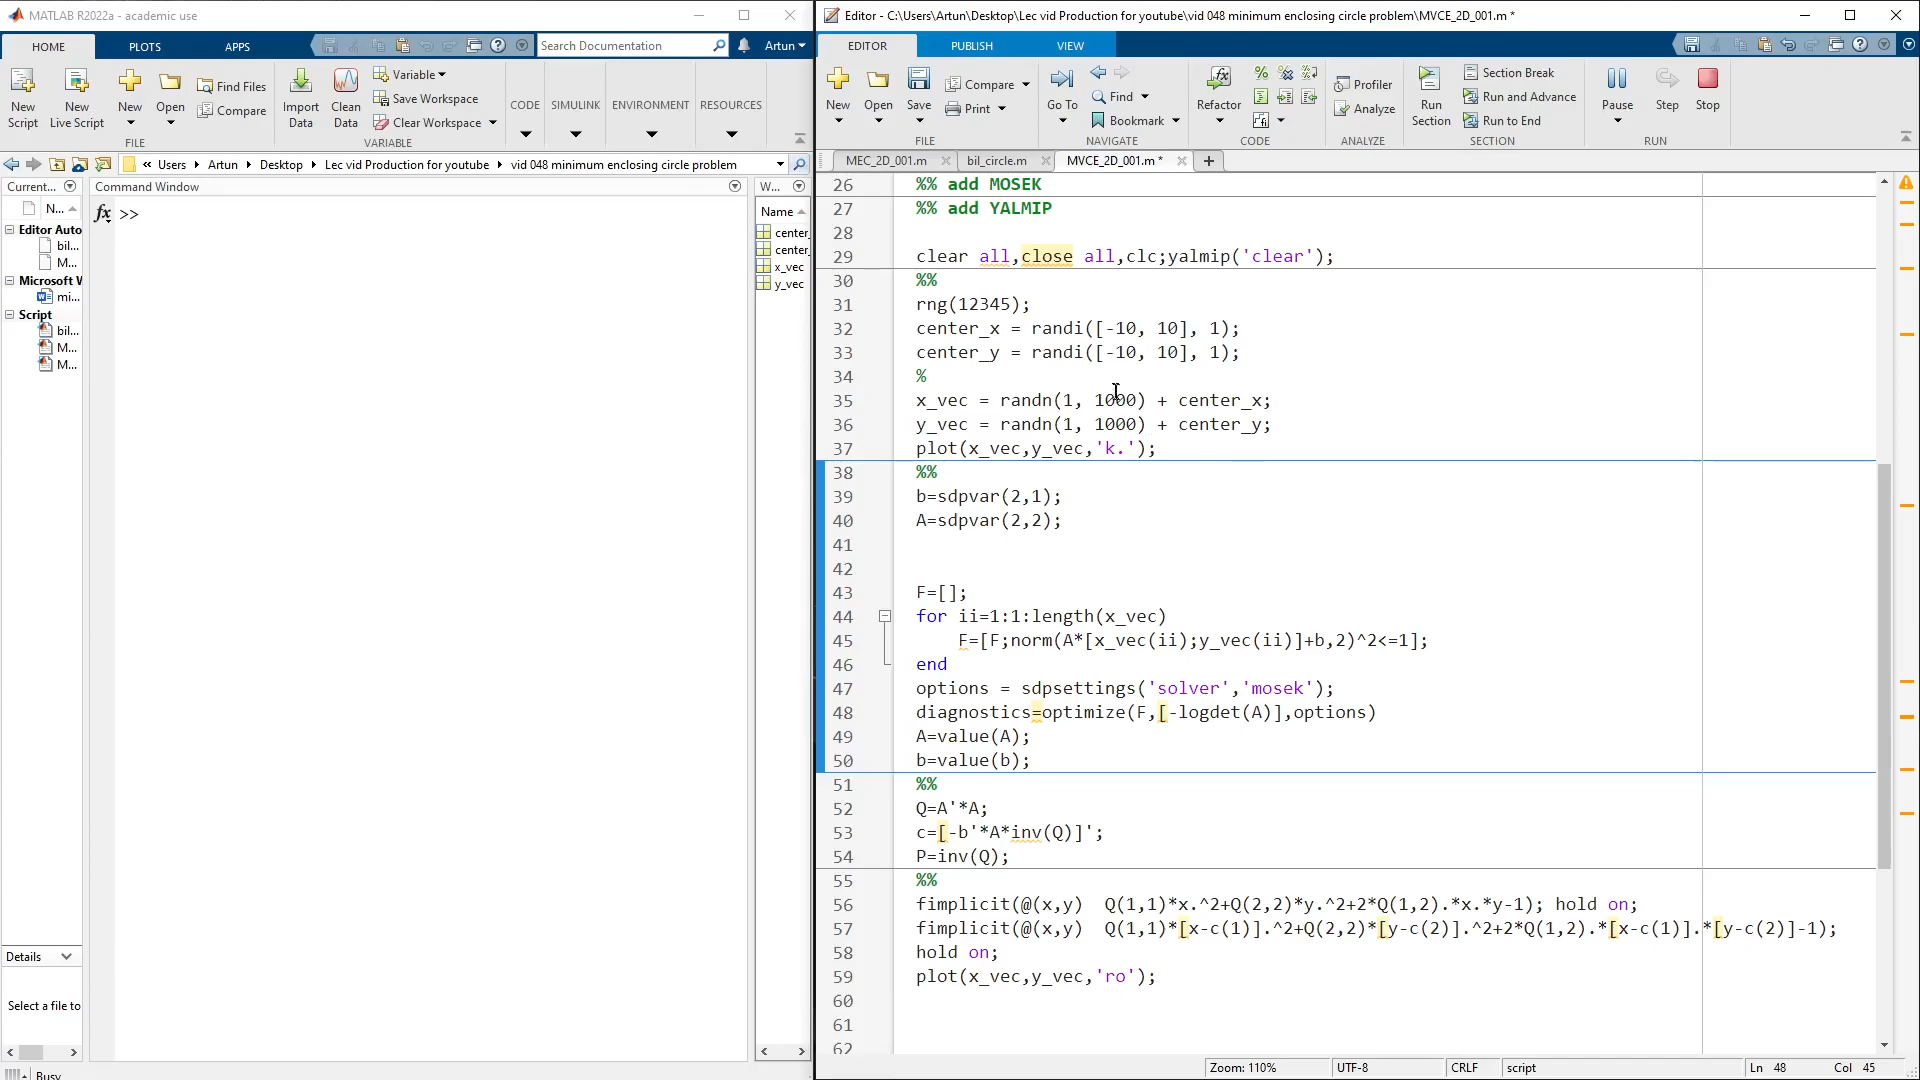 MATLAB R2022a - academic use
HOME PLOTS APPS
Search Documentation
Artun
New Script
New Live Script
New
Open
Find Files
Compare
Import Data
Clean Data
Variable
Save Workspace
Clear Workspace
CODE
SIMULINK
ENVIRONMENT
RESOURCES
FILE
VARIABLE
« Users › Artun › Desktop › Lec vid Production for youtube › vid 048 minimum enclosing circle problem
Current...
Command Window
W...
N...
Editor Auto
bil...
M...
Microsoft W
mi...
Script
bil...
M...
M...
fx >>
Name
center_
center_
x_vec
y_vec
Details
Select a file to
Busy
Editor - C:\Users\Artun\Desktop\Lec vid Production for youtube\vid 048 minimum enclosing circle problem\MVCE_2D_001.m *
EDITOR PUBLISH VIEW
New
Open
Save
Compare
Print
Go To
Find
Bookmark
Refactor
Profiler
Analyze
Run Section
Section Break
Run and Advance
Run to End
Pause
Step
Stop
FILE
NAVIGATE
CODE
ANALYZE
SECTION
RUN
MEC_2D_001.m
bil_circle.m
MVCE_2D_001.m *
26 %% add MOSEK
27 %% add YALMIP
28
29 clear all,close all,clc;yalmip('clear');
30 %%
31 rng(12345);
32 center_x = randi([-10, 10], 1);
33 center_y = randi([-10, 10], 1);
34 %
35 x_vec = randn(1, 1000) + center_x;
36 y_vec = randn(1, 1000) + center_y;
37 plot(x_vec,y_vec,'k.');
38 %%
39 b=sdpvar(2,1);
40 A=sdpvar(2,2);
41
42
43 F=[];
44 for ii=1:1:length(x_vec)
45 F=[F;norm(A*[x_vec(ii);y_vec(ii)]+b,2)^2<=1];
46 end
47 options = sdpsettings('solver','mosek');
48 diagnostics=optimize(F,[-logdet(A)],options)
49 A=value(A);
50 b=value(b);
51 %%
52 Q=A'*A;
53 c=[-b'*A*inv(Q)]';
54 P=inv(Q);
55 %%
56 fimplicit(@(x,y)  Q(1,1)*x.^2+Q(2,2)*y.^2+2*Q(1,2).*x.*y-1); hold on;
57 fimplicit(@(x,y)  Q(1,1)*[x-c(1)].^2+Q(2,2)*[y-c(2)].^2+2*Q(1,2).*[x-c(1)].*[y-c(2)]-1);
58 hold on;
59 plot(x_vec,y_vec,'ro');
60
61
62
Zoom: 110% UTF-8 CRLF script Ln 48 Col 45